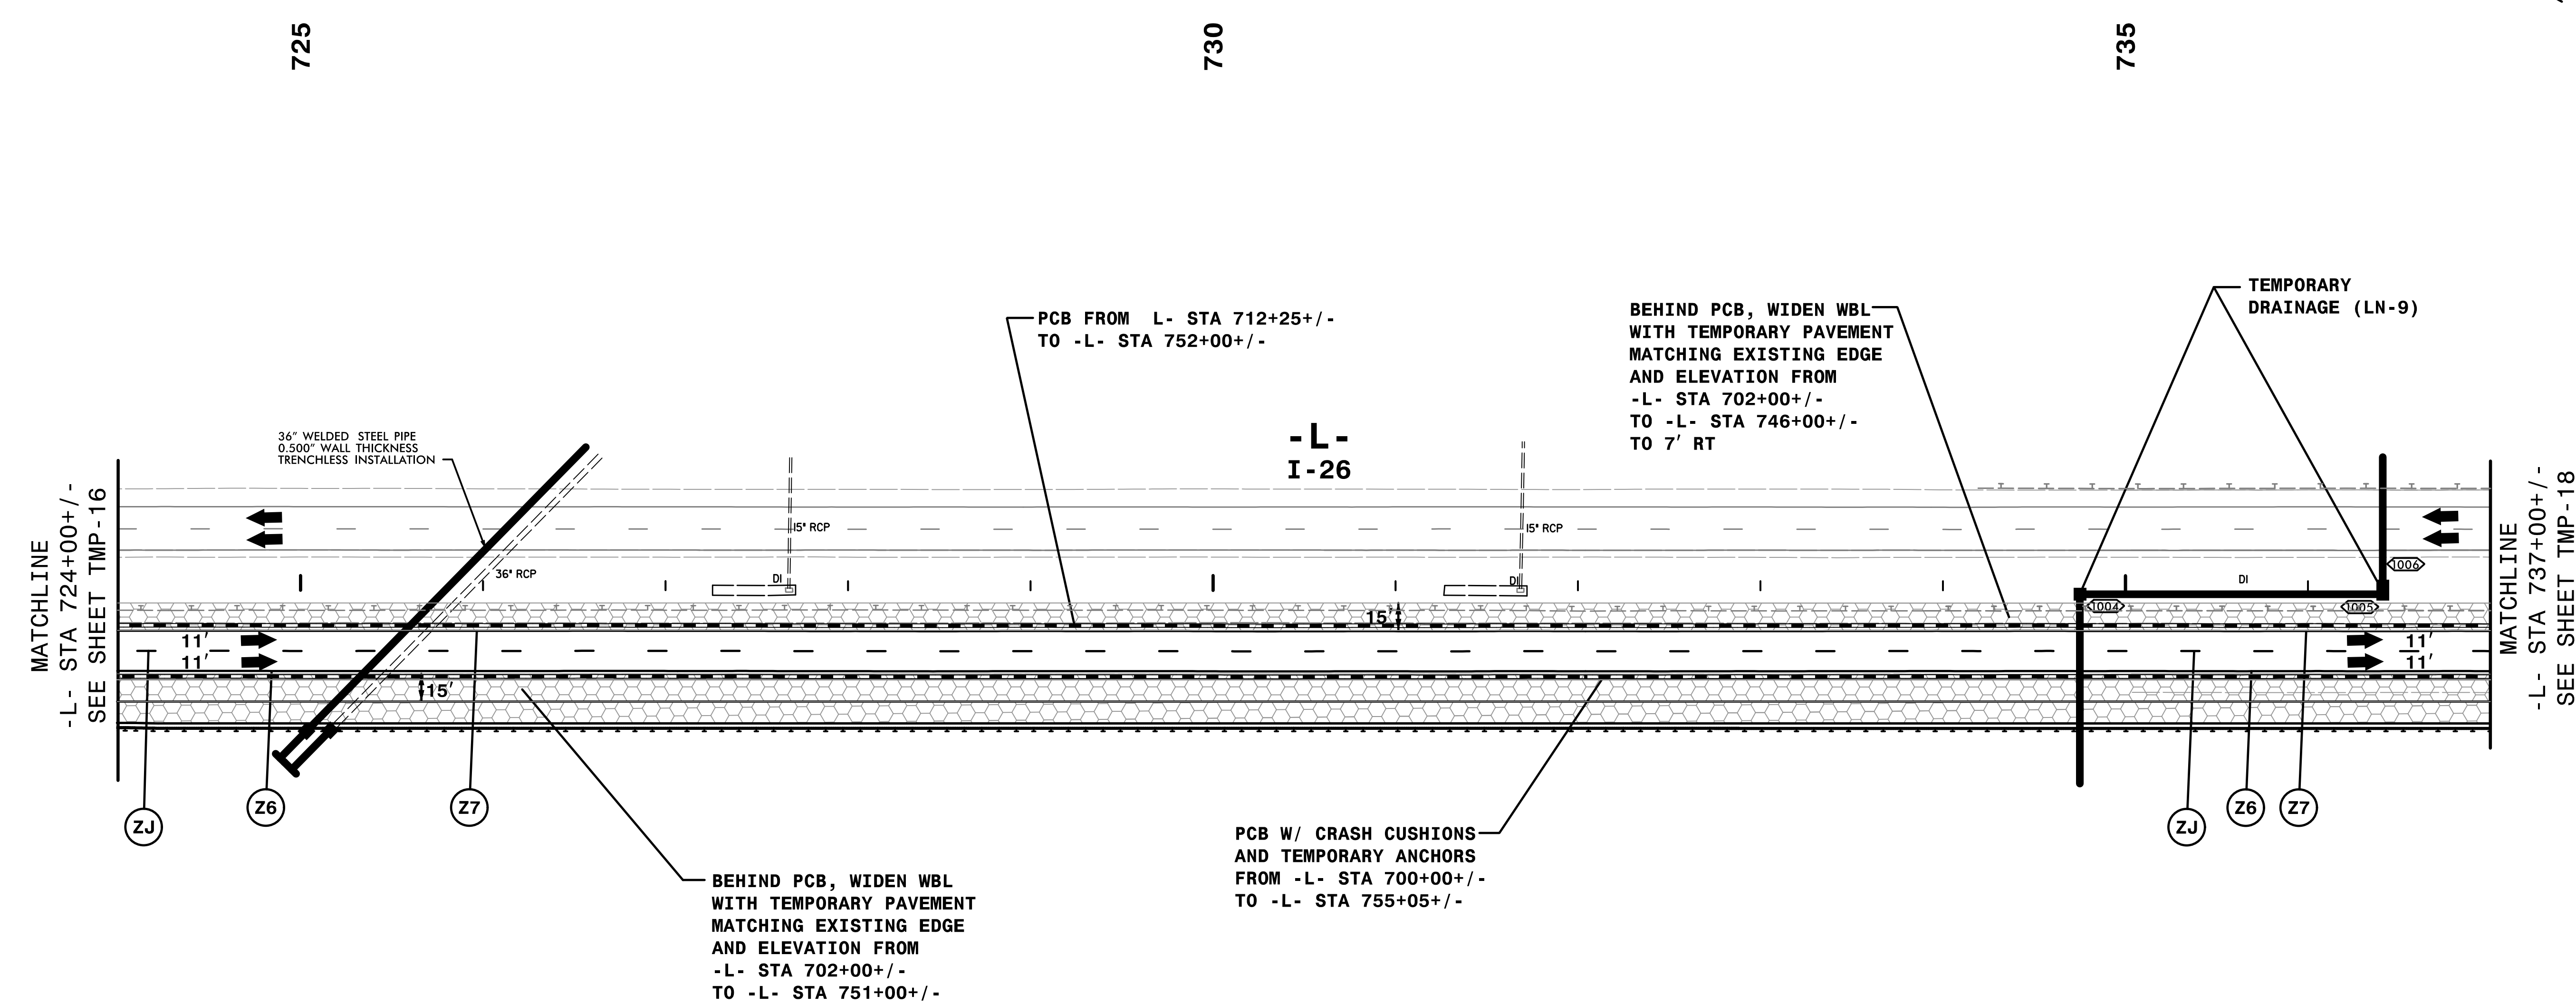 725
730
735
TEMPORARY
DRAINAGE (LN-9)
PCB FROM L- STA 712+25+/-
TO -L- STA 752+00+/-
BEHIND PCB, WIDEN WBL
WITH TEMPORARY PAVEMENT
MATCHING EXISTING EDGE
AND ELEVATION FROM
-L- STA 702+00+/-
TO -L- STA 746+00+/-
TO 7' RT
36" WELDED STEEL PIPE
0.500" WALL THICKNESS
TRENCHLESS INSTALLATION
-L-
I-26
MATCHLINE
-L- STA 724+00+/-
SEE SHEET TMP-16
MATCHLINE
-L- STA 737+00+/-
SEE SHEET TMP-18
15" RCP
15" RCP
36" RCP
DI
DI
DI
1006
1004
1005
15'
11'
11'
11'
11'
15'
ZJ
Z6
Z7
ZJ
Z6
Z7
PCB W/ CRASH CUSHIONS
AND TEMPORARY ANCHORS
FROM -L- STA 700+00+/-
TO -L- STA 755+05+/-
BEHIND PCB, WIDEN WBL
WITH TEMPORARY PAVEMENT
MATCHING EXISTING EDGE
AND ELEVATION FROM
-L- STA 702+00+/-
TO -L- STA 751+00+/-